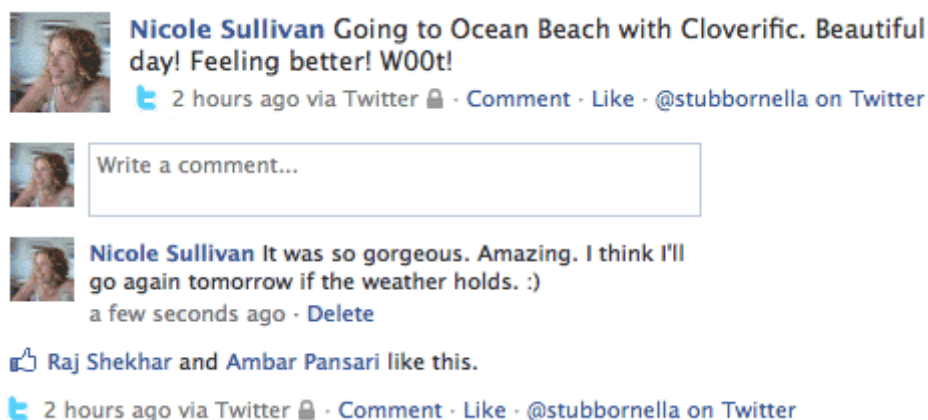 Nicole Sullivan Going to Ocean Beach with Cloverific. Beautiful
day! Feeling better! W00t!
2 hours ago via Twitter · Comment · Like · @stubbornella on Twitter
Write a comment...
Nicole Sullivan It was so gorgeous. Amazing. I think I'll
go again tomorrow if the weather holds. :)
a few seconds ago · Delete
Raj Shekhar and Ambar Pansari like this.
2 hours ago via Twitter · Comment · Like · @stubbornella on Twitter